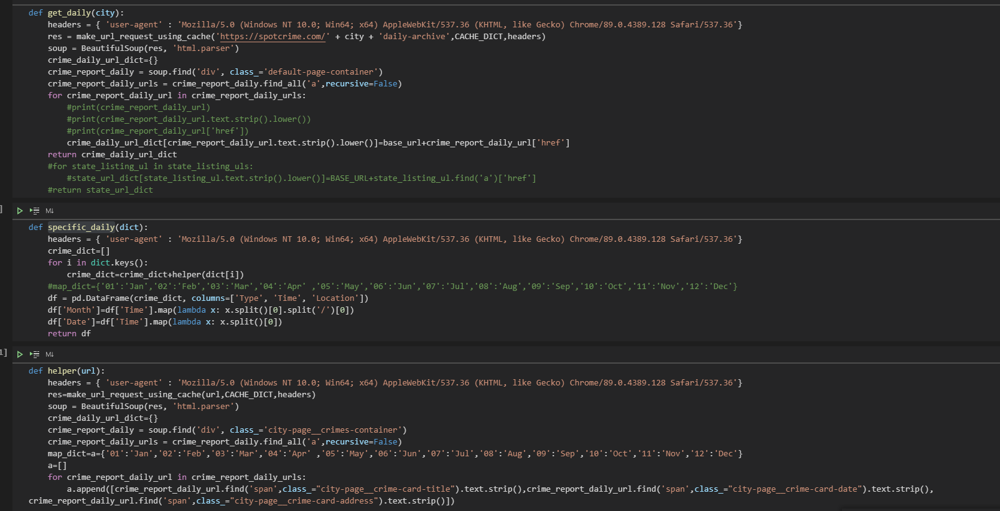 def get_daily(city):
    headers = { 'user-agent' : 'Mozilla/5.0 (Windows NT 10.0; Win64; x64) AppleWebKit/537.36 (KHTML, like Gecko) Chrome/89.0.4389.128 Safari/537.36'}
    res = make_url_request_using_cache('https://spotcrime.com/' + city + 'daily-archive',CACHE_DICT,headers)
    soup = BeautifulSoup(res, 'html.parser')
    crime_daily_url_dict={}
    crime_report_daily = soup.find('div', class_='default-page-container')
    crime_report_daily_urls = crime_report_daily.find_all('a',recursive=False)
    for crime_report_daily_url in crime_report_daily_urls:
        #print(crime_report_daily_url)
        #print(crime_report_daily_url.text.strip().lower())
        #print(crime_report_daily_url['href'])
        crime_daily_url_dict[crime_report_daily_url.text.strip().lower()]=base_url+crime_report_daily_url['href']
    return crime_daily_url_dict
    #for state_listing_ul in state_listing_uls:
        #state_url_dict[state_listing_ul.text.strip().lower()]=BASE_URL+state_listing_ul.find('a')['href']
    #return state_url_dict
]
M↓
def specific_daily(dict):
    headers = { 'user-agent' : 'Mozilla/5.0 (Windows NT 10.0; Win64; x64) AppleWebKit/537.36 (KHTML, like Gecko) Chrome/89.0.4389.128 Safari/537.36'}
    crime_dict=[]
    for i in dict.keys():
        crime_dict=crime_dict+helper(dict[i])
    #map_dict={'01':'Jan','02':'Feb','03':'Mar','04':'Apr' ,'05':'May','06':'Jun','07':'Jul','08':'Aug','09':'Sep','10':'Oct','11':'Nov','12':'Dec'}
    df = pd.DataFrame(crime_dict, columns=['Type', 'Time', 'Location'])
    df['Month']=df['Time'].map(lambda x: x.split()[0].split('/')[0])
    df['Date']=df['Time'].map(lambda x: x.split()[0])
    return df
1]
M↓
def helper(url):
    headers = { 'user-agent' : 'Mozilla/5.0 (Windows NT 10.0; Win64; x64) AppleWebKit/537.36 (KHTML, like Gecko) Chrome/89.0.4389.128 Safari/537.36'}
    res=make_url_request_using_cache(url,CACHE_DICT,headers)
    soup = BeautifulSoup(res, 'html.parser')
    crime_daily_url_dict={}
    crime_report_daily = soup.find('div', class_='city-page__crimes-container')
    crime_report_daily_urls = crime_report_daily.find_all('a',recursive=False)
    map_dict=a={'01':'Jan','02':'Feb','03':'Mar','04':'Apr' ,'05':'May','06':'Jun','07':'Jul','08':'Aug','09':'Sep','10':'Oct','11':'Nov','12':'Dec'}
    a=[]
    for crime_report_daily_url in crime_report_daily_urls:
        a.append([crime_report_daily_url.find('span',class_="city-page__crime-card-title").text.strip(),crime_report_daily_url.find('span',class_="city-page__crime-card-date").text.strip(),
crime_report_daily_url.find('span',class_="city-page__crime-card-address").text.strip()])